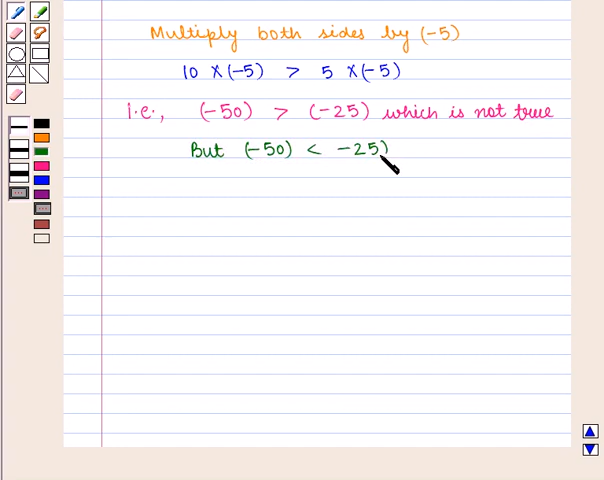 Multiply both sides by (-5)
10 X (-5) > 5 X (-5)
i.e., (-50) > (-25) which is not true
But (-50) < -25)